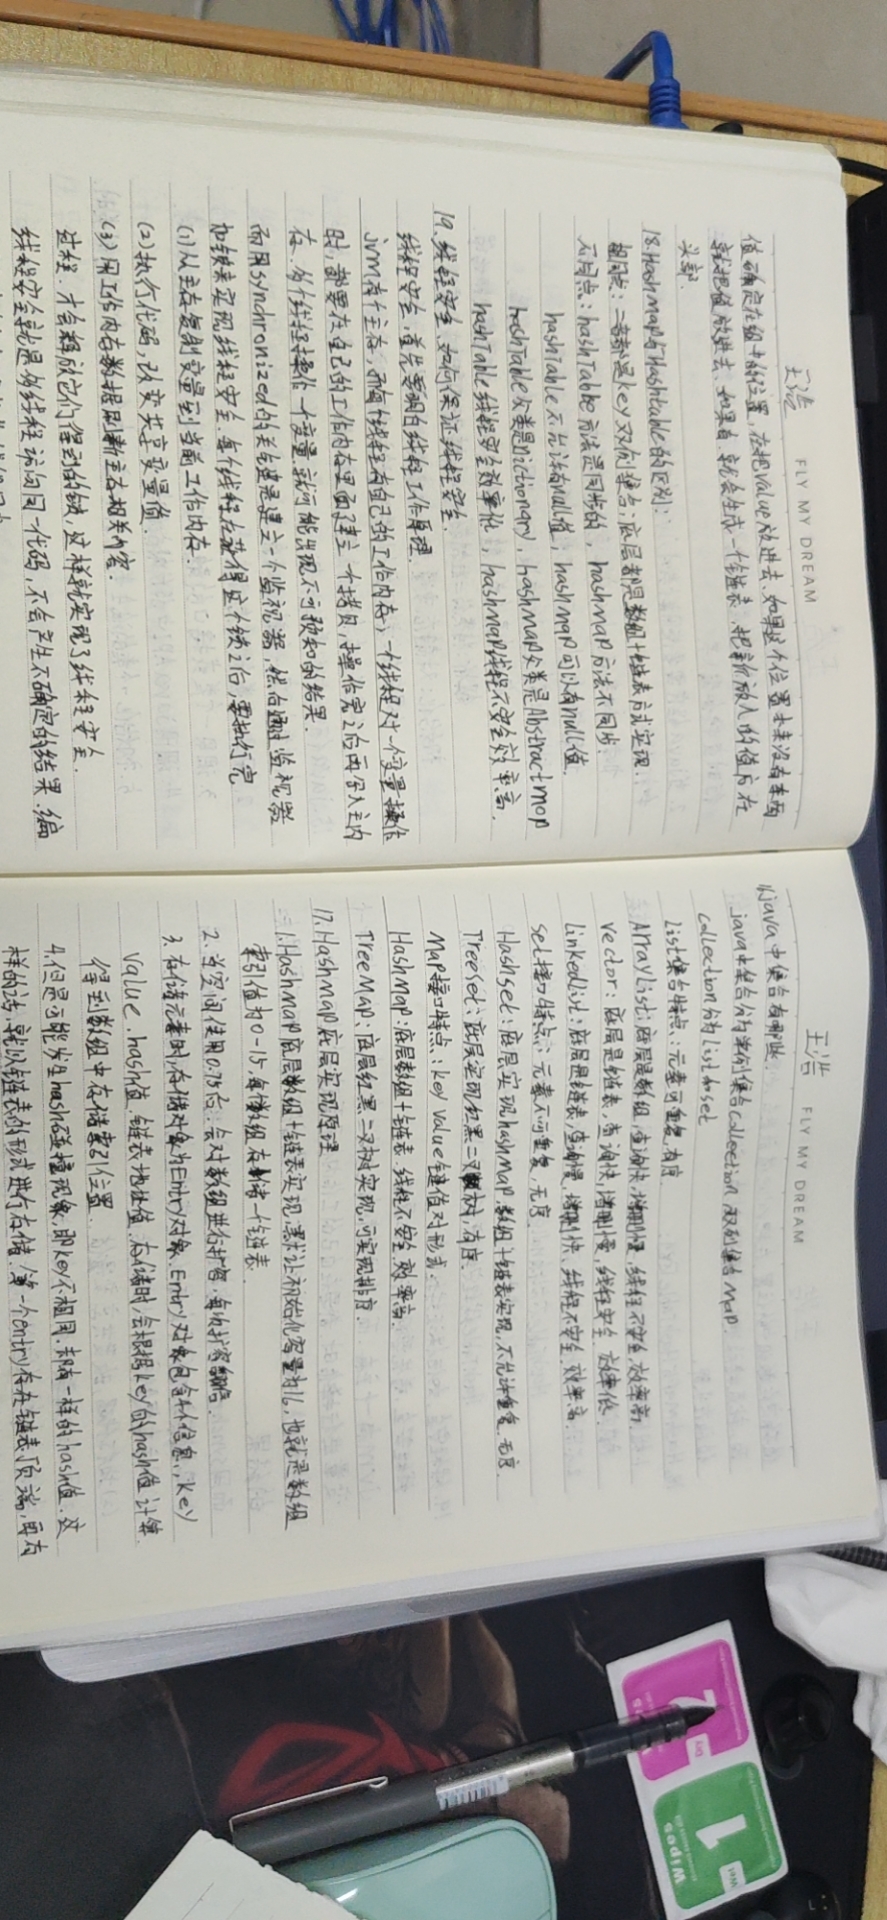 王浩
FLY MY DREAM
值确定在组中的位置,在把value放进去.如果这个位置本来没有东西
就把值放进去.如果有.就会生成一个链表.把新放入的值方在
头部.
18.Hashmap与Hashtable的区别:
相同点:二者都是key双列集合:底层都是数组+链表方式实现.
不同点:hashTable方法是同步的,hashmap方法不同步.
hashTable不允许有null值,hashmap可以有null值.
hashTable父类是Dictionary,hashmap父类是Abstractmap
hashTable线程安全效率低,hashmap线程不安全效率高.
19.线程安全.如何保证线程安全.
线程安全.首先要明白线程工作原理.
jvm有个主存,而每个线程有自己的工作内存,一个线程对一个变量操作
时,都要在自己的工作内存里面建立一个拷贝,操作完之后再写入主内
存.多个线程操作一个变量.就可能出现不可预知的结果.
而用synchronized的关键是建立一个监视器,然后通过监视器
加锁来实现线程安全.每个线程在获得这个锁之后,要执行完
(1)从主存复制变量到当前工作内存.
(2)执行代码,改变共享变量值.
(3)用工作内存数据刷新主存相关内容.
过程.才会释放它们得到的锁,这样就实现了线程安全.
线程安全就是多线程访问同一代码,不会产生不确定的结果.编
王浩
FLY MY DREAM
java中集合有哪些.
java中集合分为单列集合collection,双列集合Map.
collection分为list和set
list集合特点:元素可重复,有序
ArrayList:底层是数组,查询快,增删慢,线程不安全,效率高.
vector:底层是链表,查询快,增删慢,线程安全,效率低.
linkedlist:底层是链表,查询慢,增删快,线程不安全.效率高.
set接口特点:元素不可重复,无序.
Hashset:底层实现hashmap.数组+链表实现,不允许重复.无序.
TreeSet:底层实现红黑二叉树,有序.
Map接口特点:key value键值对形式.
HashMap:底层数组+链表.线程不安全.效率高.
TreeMap:底层红黑二叉树实现,可实现排序.
17.HashMap底层实现原理
1.HashMap底层数组+链表实现,默认初始化容量为16,也就是数组
索引值为0-15,每个数组存储一个链表.
2.当空间使用0.75后.会对数组进行扩容.每次扩容
3.存储元素时,存储对象为Entry对象.Entry对象包含个信息,key
value.hash值.链表地址值.存储时,会根据key的hash值计算.
得到数组中存储索引位置.
4.但是可能发生hash碰撞现象,即key不相同.却有一样的hash值.这
样的话,就以链表的形式进行存储.第一个entry存在链表顶端,再有